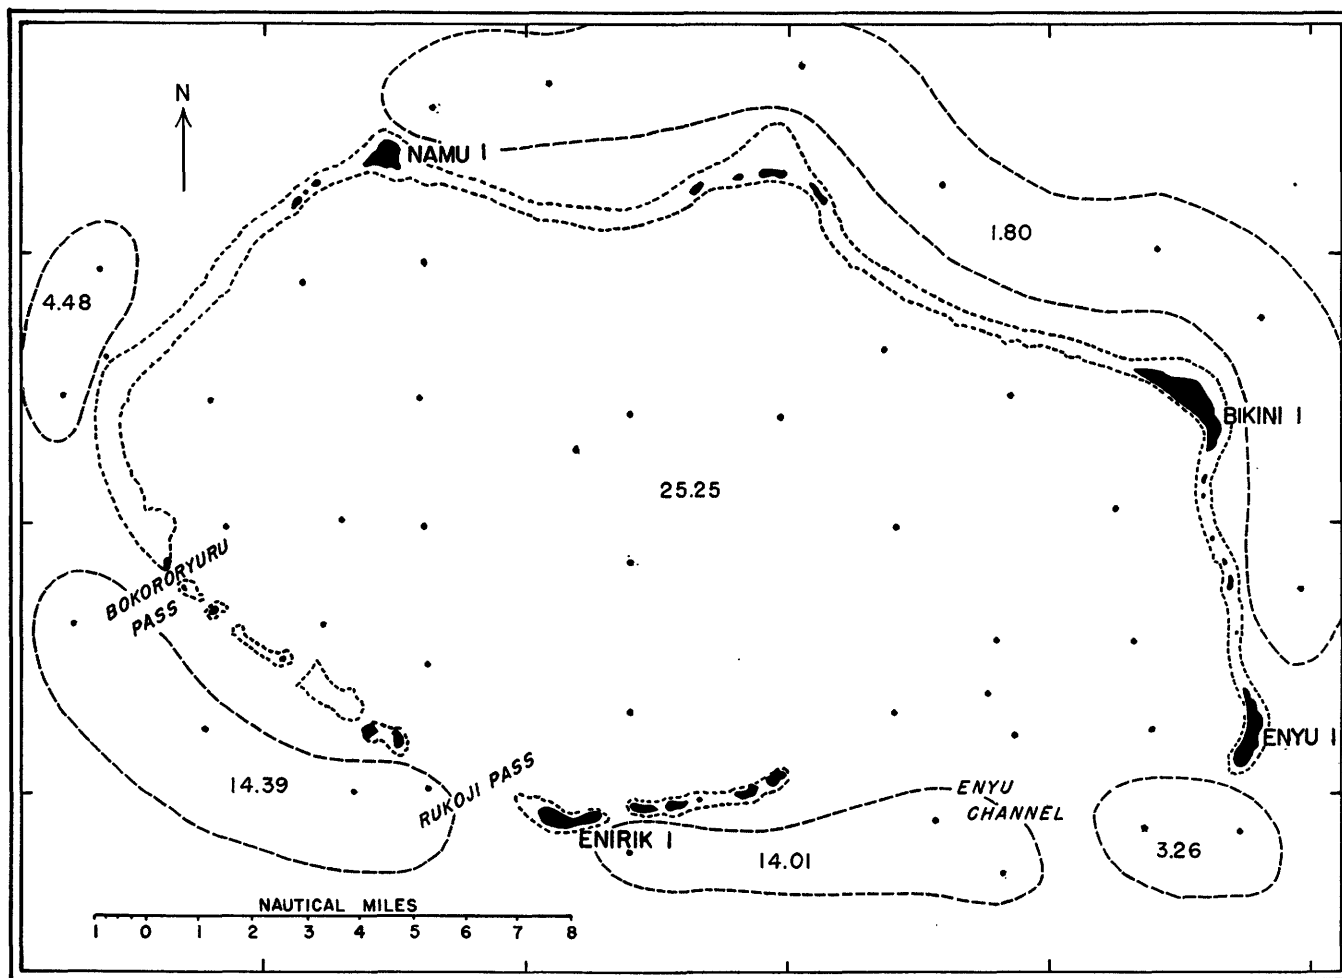 N
NAMU I
1.80
4.48
BIKINI I
25.25
BOKORORYURU
PASS
ENYU I
14.39
RUKOJI PASS
ENYU
CHANNEL
ENIRIK I
14.01
3.26
NAUTICAL MILES
1 0 1 2 3 4 5 6 7 8